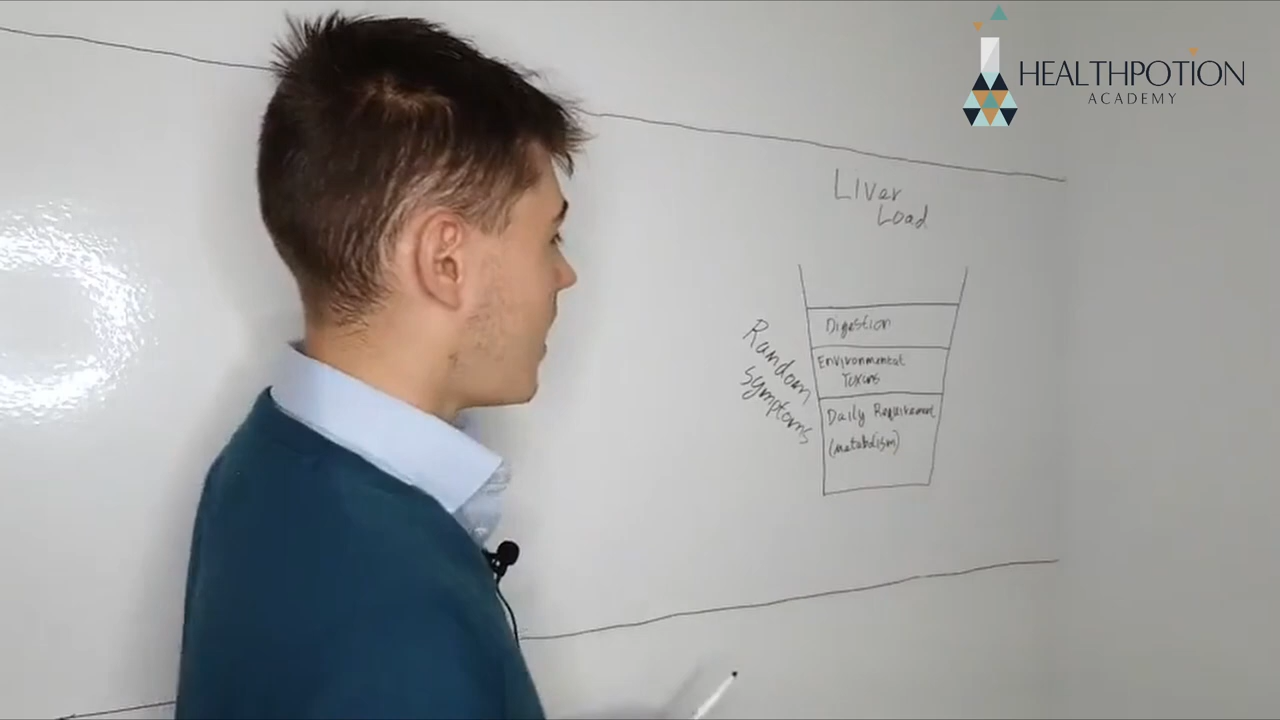 HEALTHPOTION
ACADEMY
Liver
Load
Digestion
Environmental
Toxins
Daily Requirement
(metabolism)
Random
symptoms